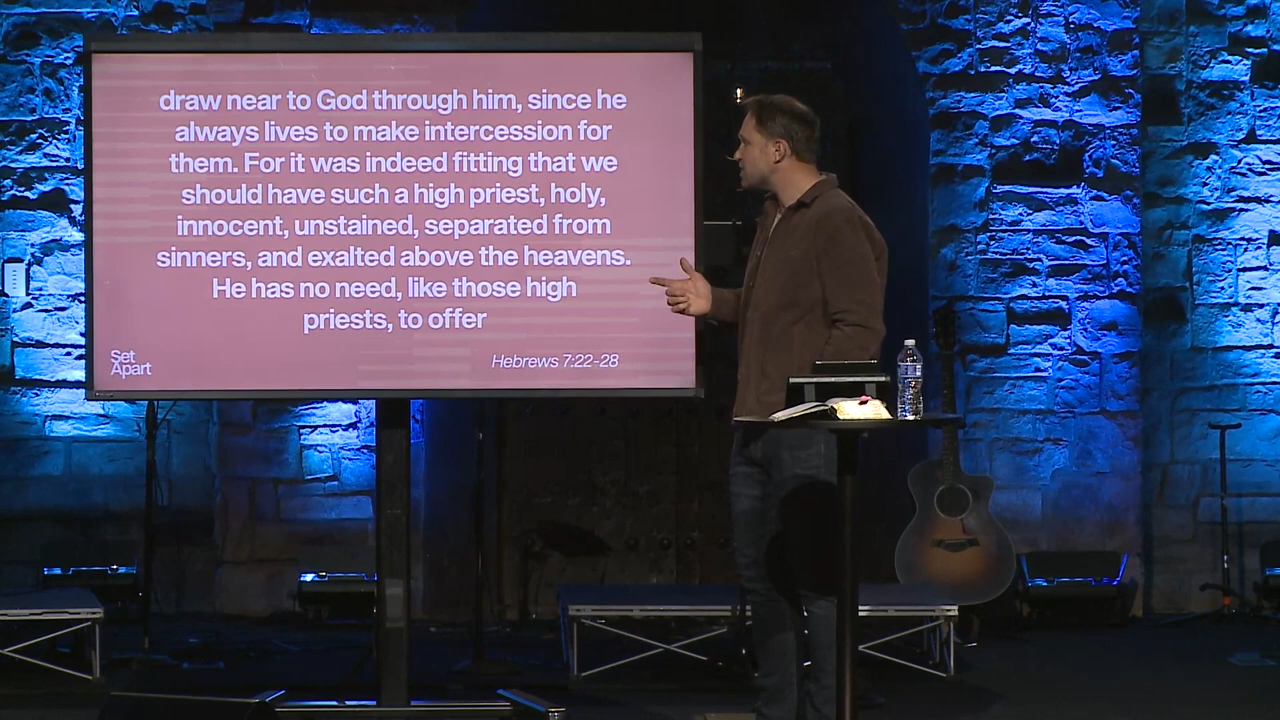 draw near to God through him, since he
always lives to make intercession for
them. For it was indeed fitting that we
should have such a high priest, holy,
innocent, unstained, separated from
sinners, and exalted above the heavens.
He has no need, like those high
priests, to offer
Set
Apart
Hebrews 7:22-28